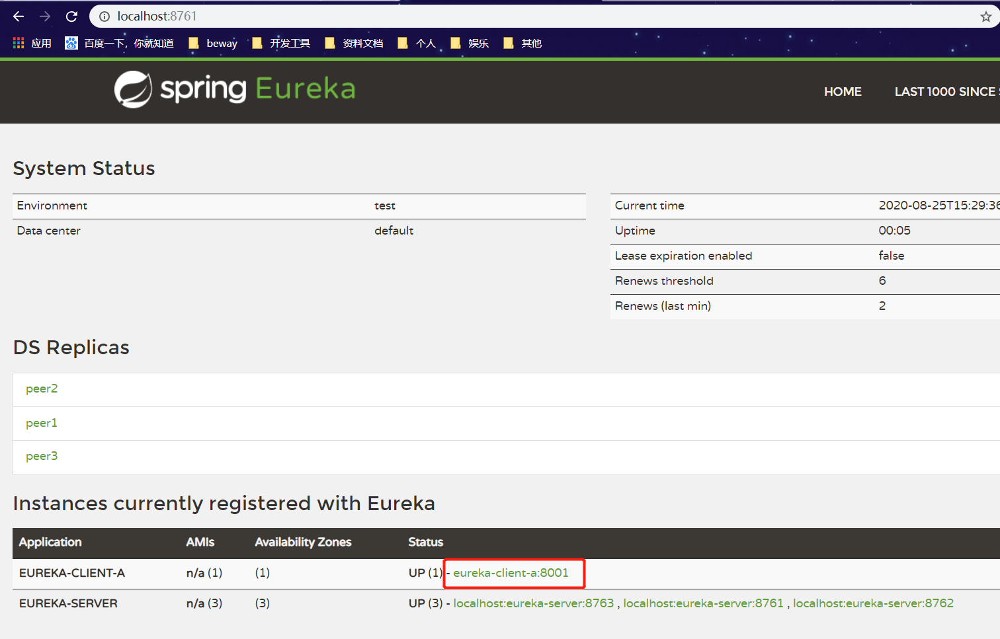 localhost:8761
应用 百度一下，你就知道 beway 开发工具 资料文档 个人 娱乐 其他
spring Eureka
HOME LAST 1000 SINCE
System Status
Environment test
Data center default
Current time 2020-08-25T15:29:36
Uptime 00:05
Lease expiration enabled false
Renews threshold 6
Renews (last min) 2
DS Replicas
peer2
peer1
peer3
Instances currently registered with Eureka
Application AMIs Availability Zones Status
EUREKA-CLIENT-A n/a (1) (1) UP (1) - eureka-client-a:8001
EUREKA-SERVER n/a (3) (3) UP (3) - localhost:eureka-server:8763 , localhost:eureka-server:8761 , localhost:eureka-server:8762